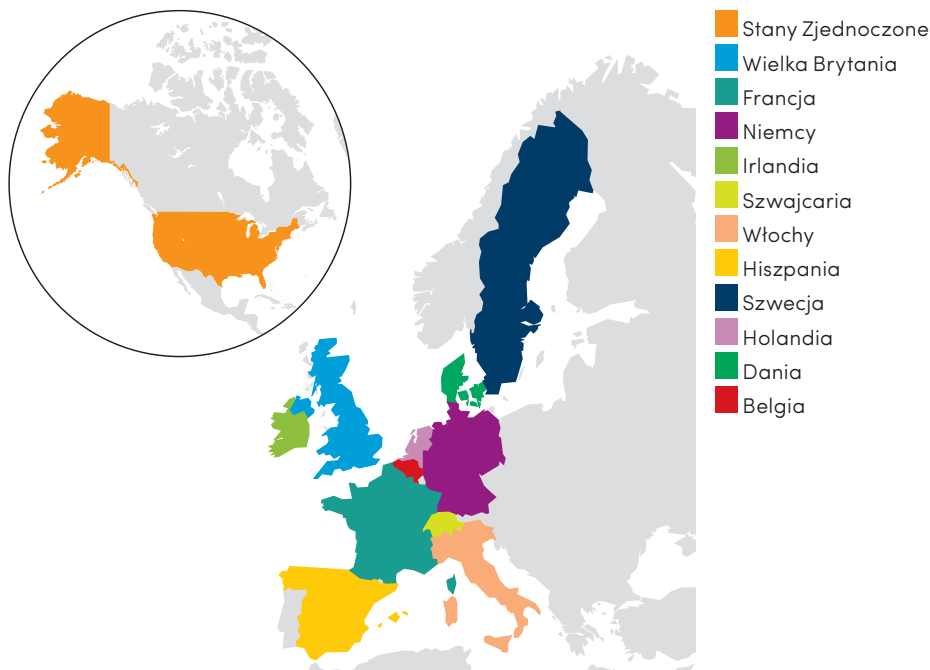 Stany Zjednoczone
Wielka Brytania
Francja
Niemcy
Irlandia
Szwajcaria
Włochy
Hiszpania
Szwecja
Holandia
Dania
Belgia